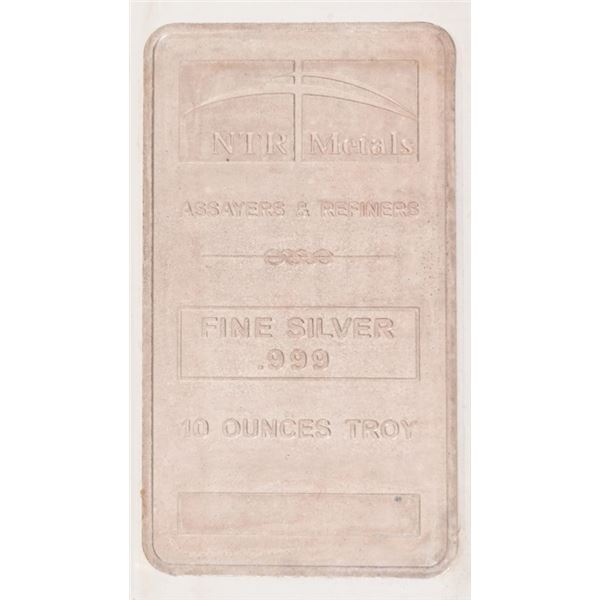 NTR Metals
ASSAYERS & REFINERS
FINE SILVER
.999
10 OUNCES TROY